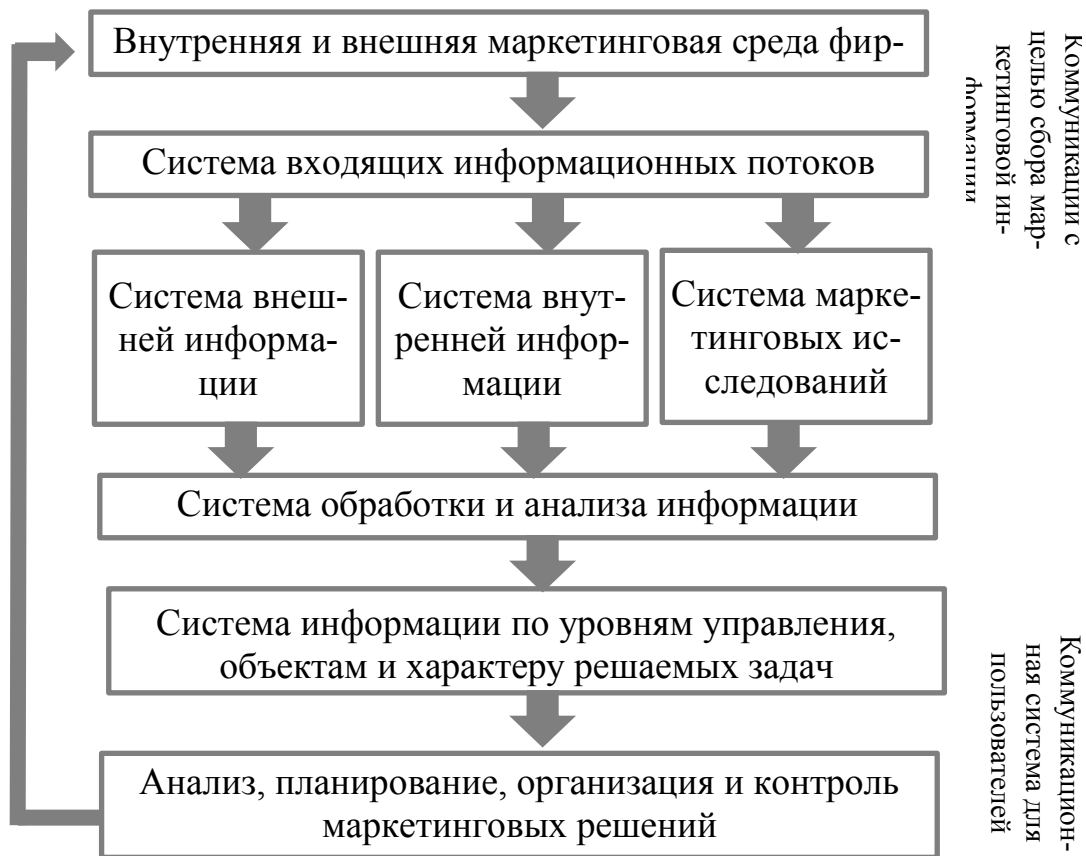 Внутренняя и внешняя маркетинговая среда фир-
Система входящих информационных потоков
Система внеш-
ней информа-
ции
Система внут-
ренней инфор-
мации
Система марке-
тинговых ис-
следований
Система обработки и анализа информации
Система информации по уровням управления,
объектам и характеру решаемых задач
Анализ, планирование, организация и контроль
маркетинговых решений
Коммуникации с
целью сбора мар-
кетинговой ин-
формации
Коммуникацион-
ная система для
пользователей